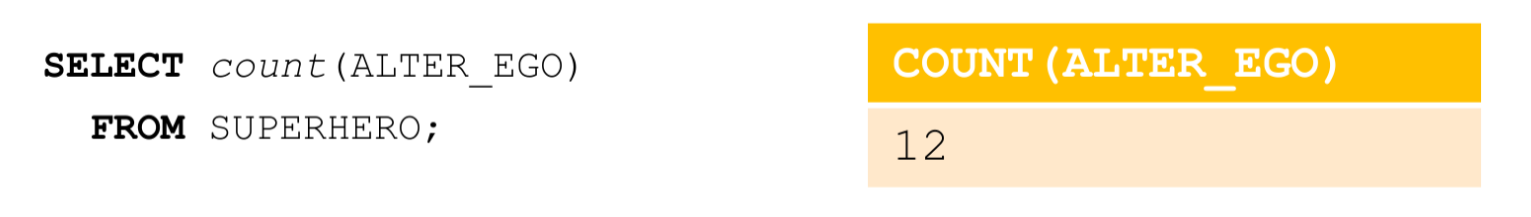 SELECT count(ALTER_EGO)
FROM SUPERHERO;
COUNT(ALTER_EGO)
12